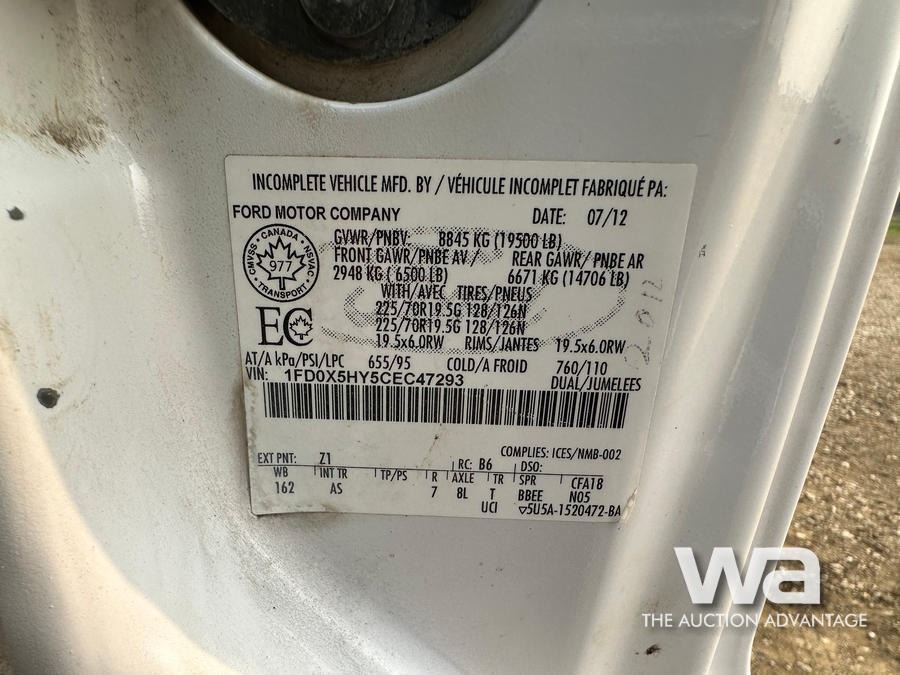 INCOMPLETE VEHICLE MFD. BY / VÉHICULE INCOMPLET FABRIQUÉ PA:
FORD MOTOR COMPANY DATE: 07/12
GVWR/PNBV: 8845 KG (19500 LB)
FRONT GAWR/PNBE AV / REAR GAWR/PNBE AR
2948 KG ( 6500 LB) 6671 KG (14706 LB)
WITH/AVEC TIRES/PNEUS
225/70R19.5G 128/126N
225/70R19.5G 128/126N
19.5x6.0RW RIMS/JANTES 19.5x6.0RW
CANADA
CMVSS NSVAC
977
TRANSPORT
EC
AT/A kPa/PSI/LPC 655/95 COLD/A FROID 760/110
VIN: 1FD0X5HY5CEC47293 DUAL/JUMELEES
COMPLIES: ICES/NMB-002
EXT PNT: Z1 RC: B6 DSO:
WB INT TR TP/PS R AXLE TR SPR CFA18
162 AS 7 8L T BBEE N05
UCI ▽5U5A-1520472-BA
2012
wa
THE AUCTION ADVANTAGE